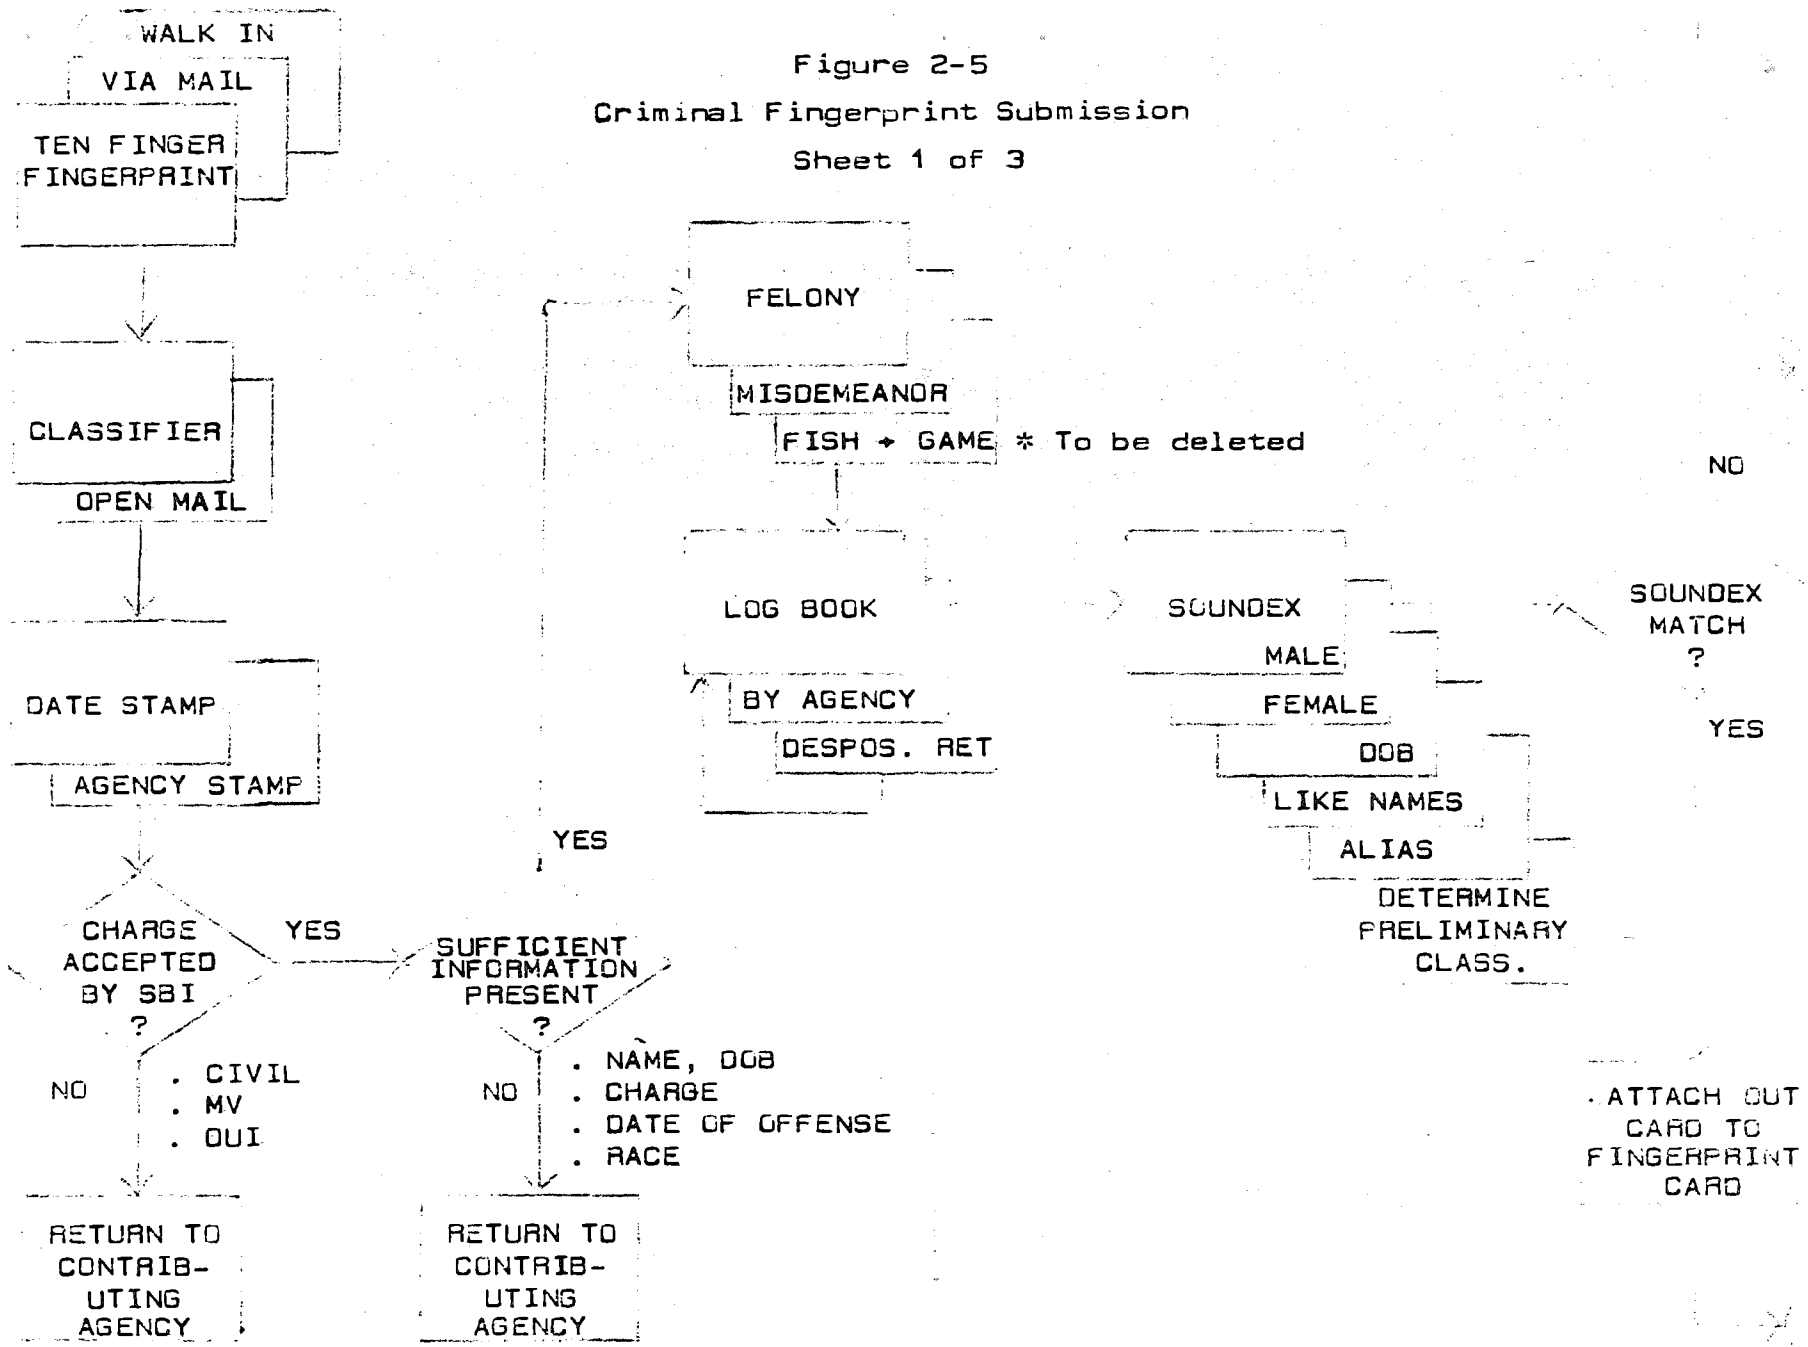 Figure 2-5
Criminal Fingerprint Submission
Sheet 1 of 3
WALK IN
VIA MAIL
TEN FINGER
FINGERPRINT
CLASSIFIER
OPEN MAIL
DATE STAMP
AGENCY STAMP
CHARGE
ACCEPTED
BY SBI
?
YES
NO
. CIVIL
. MV
. OUI
RETURN TO
CONTRIB-
UTING
AGENCY
SUFFICIENT
INFORMATION
PRESENT
?
YES
NO
. NAME, DOB
. CHARGE
. DATE OF OFFENSE
. RACE
RETURN TO
CONTRIB-
UTING
AGENCY
FELONY
MISDEMEANOR
FISH + GAME * To be deleted
LOG BOOK
BY AGENCY
DESPOS. RET
SOUNDEX
MALE
FEMALE
DOB
LIKE NAMES
ALIAS
DETERMINE
PRELIMINARY
CLASS.
NO
SOUNDEX
MATCH
?
YES
. ATTACH OUT
CARD TO
FINGERPRINT
CARD